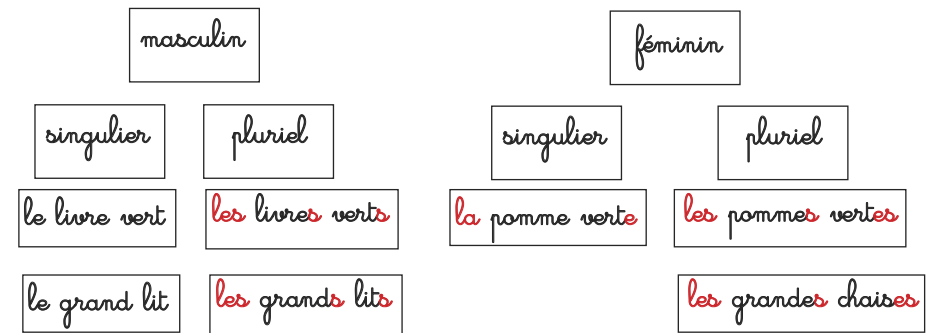 masculin
féminin
singulier
pluriel
singulier
pluriel
le livre vert
les livres verts
la pomme verte
les pommes vertes
le grand lit
les grands lits
les grandes chaises